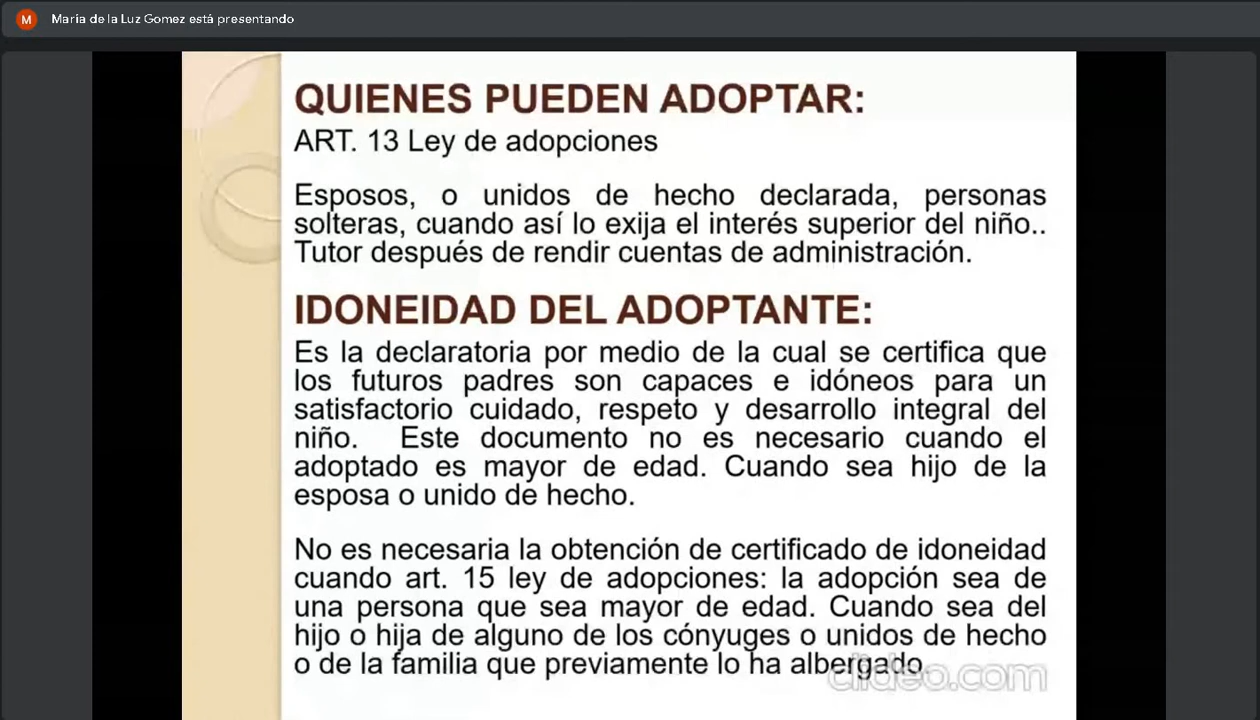 M
Maria de la Luz Gomez está presentando
QUIENES PUEDEN ADOPTAR:
ART. 13 Ley de adopciones
Esposos, o unidos de hecho declarada, personas
solteras, cuando así lo exija el interés superior del niño..
Tutor después de rendir cuentas de administración.
IDONEIDAD DEL ADOPTANTE:
Es la declaratoria por medio de la cual se certifica que
los futuros padres son capaces e idóneos para un
satisfactorio cuidado, respeto y desarrollo integral del
niño. Este documento no es necesario cuando el
adoptado es mayor de edad. Cuando sea hijo de la
esposa o unido de hecho.
No es necesaria la obtención de certificado de idoneidad
cuando art. 15 ley de adopciones: la adopción sea de
una persona que sea mayor de edad. Cuando sea del
hijo o hija de alguno de los cónyuges o unidos de hecho
o de la familia que previamente lo ha albergado.
clideo.com